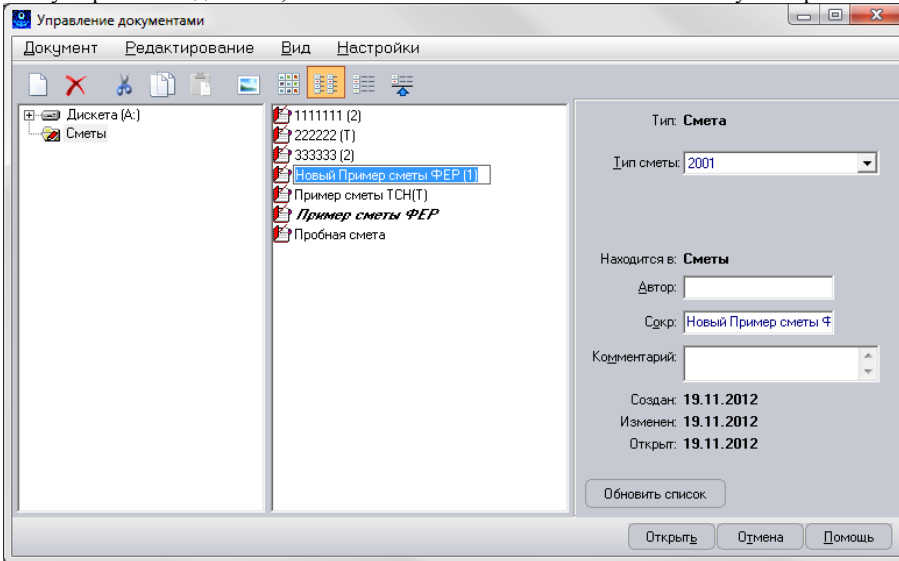 Управление документами
Документ Редактирование Вид Настройки
Дискета (A:)
Сметы
1111111 (2)
222222 (Т)
333333 (2)
Новый Пример сметы ФЕР (1)
Пример сметы ТСН(Т)
Пример сметы ФЕР
Пробная смета
Тип: Смета
Тип сметы: 2001
Находится в: Сметы
Автор:
Сокр: Новый Пример сметы Ф
Комментарий:
Создан: 19.11.2012
Изменен: 19.11.2012
Открыт: 19.11.2012
Обновить список
Открыть Отмена Помощь